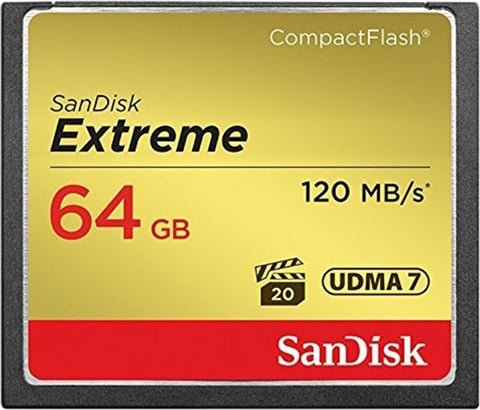 CompactFlash®
SanDisk
Extreme
64 GB
120 MB/s*
20
UDMA 7
SanDisk